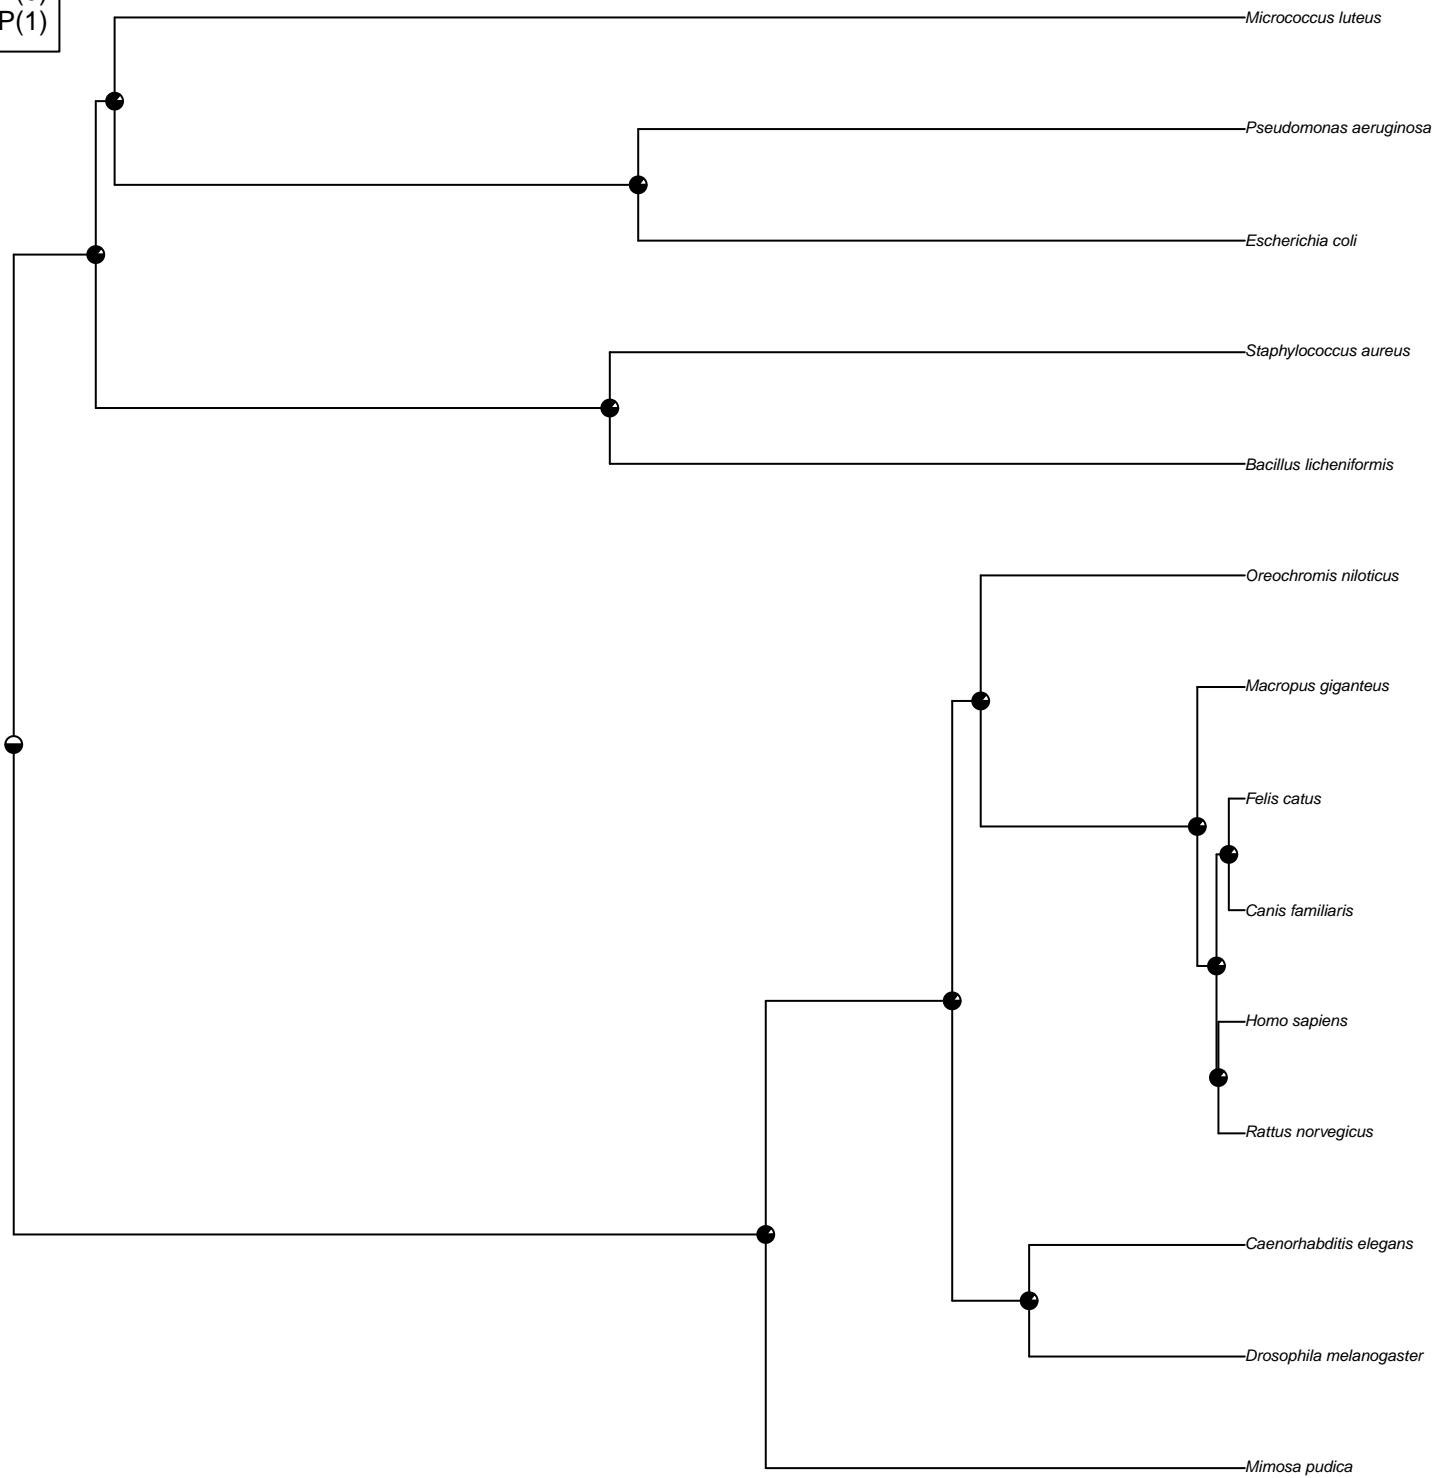 P(1)
Micrococcus luteus
Pseudomonas aeruginosa
Escherichia coli
Staphylococcus aureus
Bacillus licheniformis
Oreochromis niloticus
Macropus giganteus
Felis catus
Canis familiaris
Homo sapiens
Rattus norvegicus
Caenorhabditis elegans
Drosophila melanogaster
Mimosa pudica